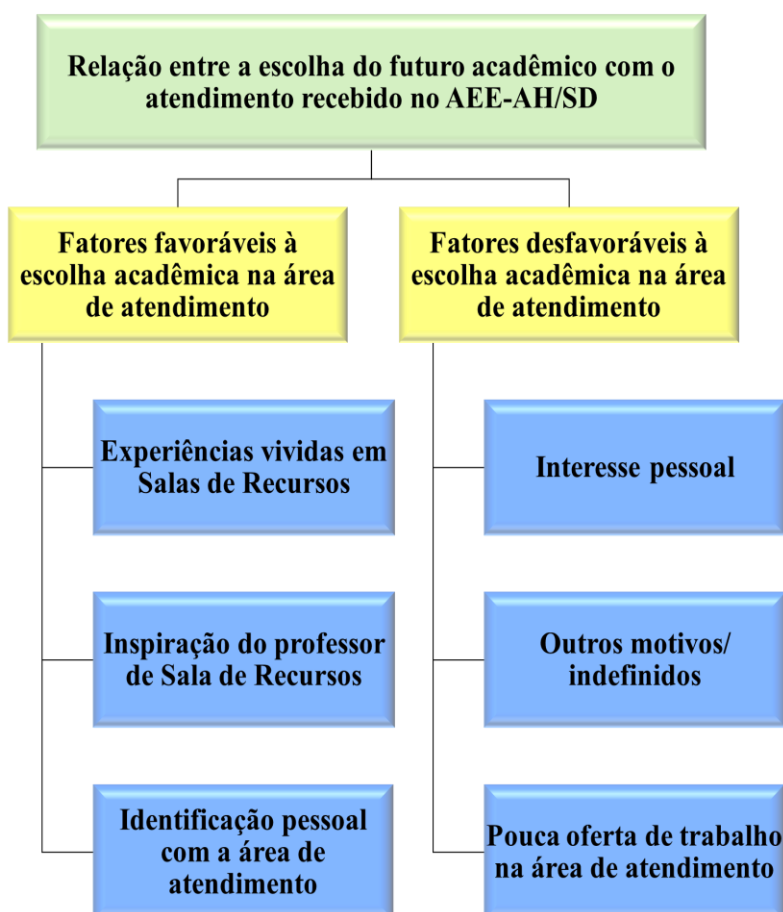 Relação entre a escolha do futuro acadêmico com o
atendimento recebido no AEE-AH/SD
Fatores favoráveis à
escolha acadêmica na área
de atendimento
Experiências vividas em
Salas de Recursos
Inspiração do professor
de Sala de Recursos
Identificação pessoal
com a área de
atendimento
Fatores desfavoráveis à
escolha acadêmica na área
de atendimento
Interesse pessoal
Outros motivos/
indefinidos
Pouca oferta de trabalho
na área de atendimento